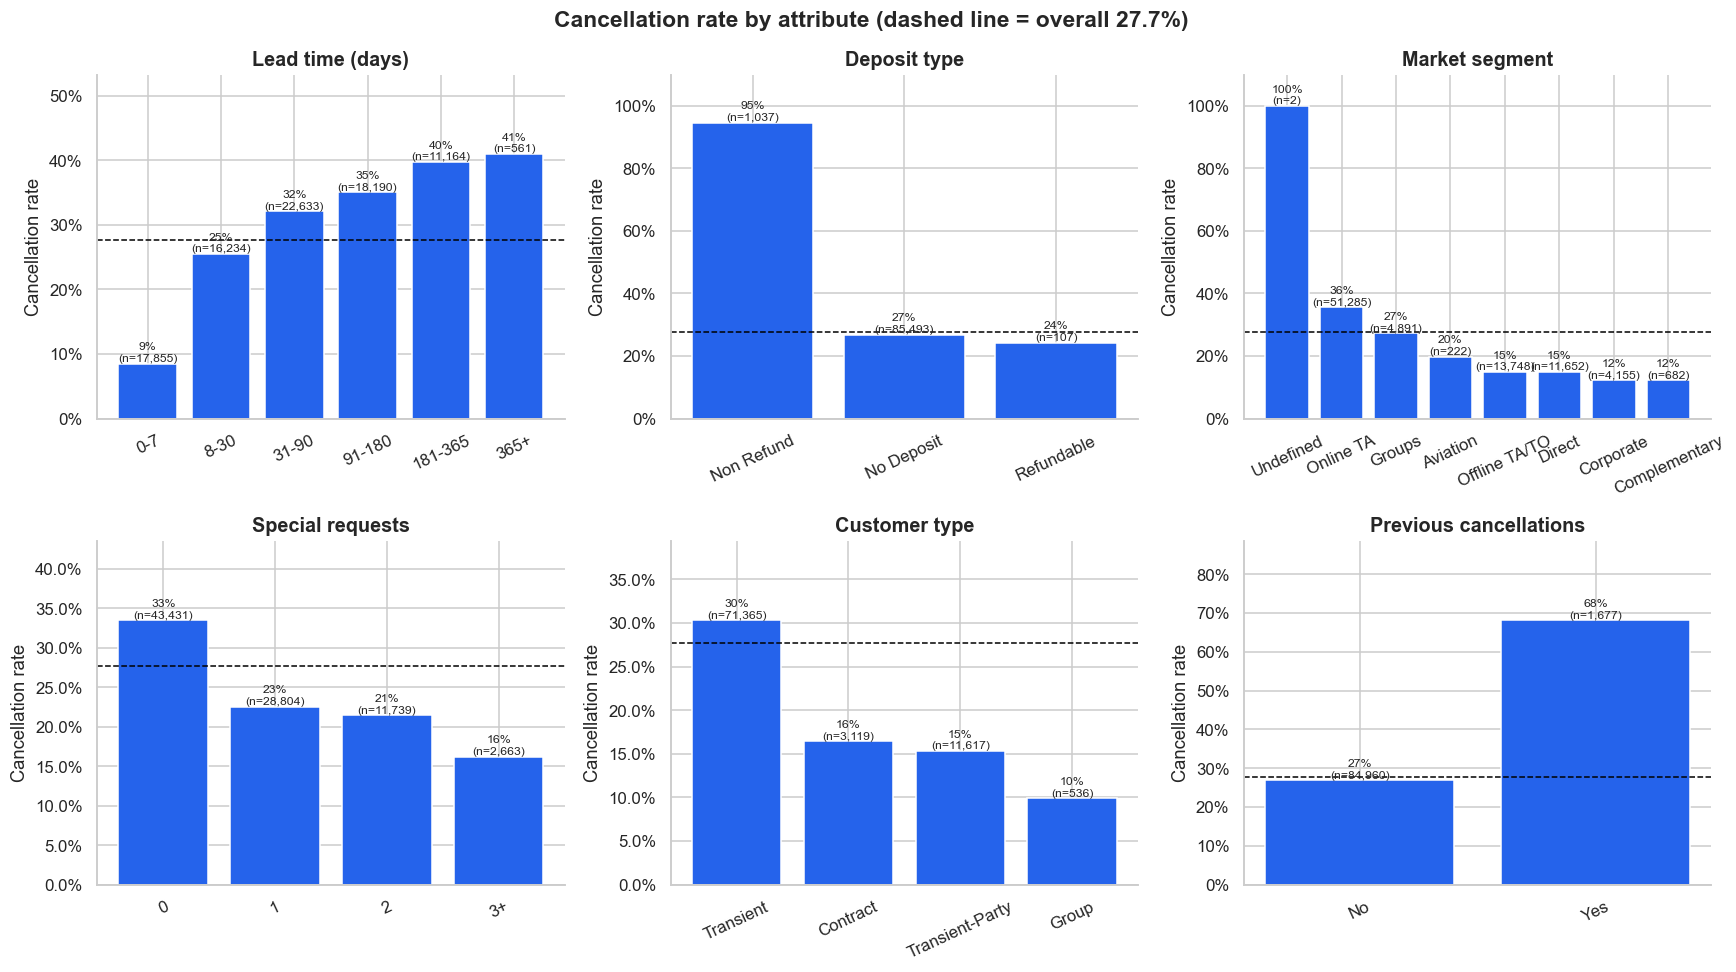 Cancellation rate by attribute (dashed line = overall 27.7%)
Lead time (days)
Cancellation rate
50%
40%
30%
20%
10%
0%
9%
(n=17,855)
25%
(n=16,234)
32%
(n=22,633)
35%
(n=18,190)
40%
(n=11,164)
41%
(n=561)
0-7
8-30
31-90
91-180
181-365
365+
Deposit type
Cancellation rate
100%
80%
60%
40%
20%
0%
95%
(n=1,037)
27%
(n=85,493)
24%
(n=107)
Non Refund
No Deposit
Refundable
Market segment
Cancellation rate
100%
80%
60%
40%
20%
0%
100%
(n=2)
36%
(n=51,285)
27%
(n=4,891)
20%
(n=222)
15%
(n=13,748)
15%
(n=11,652)
12%
(n=4,155)
12%
(n=682)
Undefined
Online TA
Groups
Aviation
Offline TA/TO
Direct
Corporate
Complementary
Special requests
Cancellation rate
40.0%
35.0%
30.0%
25.0%
20.0%
15.0%
10.0%
5.0%
0.0%
33%
(n=43,431)
23%
(n=28,804)
21%
(n=11,739)
16%
(n=2,663)
0
1
2
3+
Customer type
Cancellation rate
35.0%
30.0%
25.0%
20.0%
15.0%
10.0%
5.0%
0.0%
30%
(n=71,365)
16%
(n=3,119)
15%
(n=11,617)
10%
(n=536)
Transient
Contract
Transient-Party
Group
Previous cancellations
Cancellation rate
80%
70%
60%
50%
40%
30%
20%
10%
0%
27%
(n=84,960)
68%
(n=1,677)
No
Yes